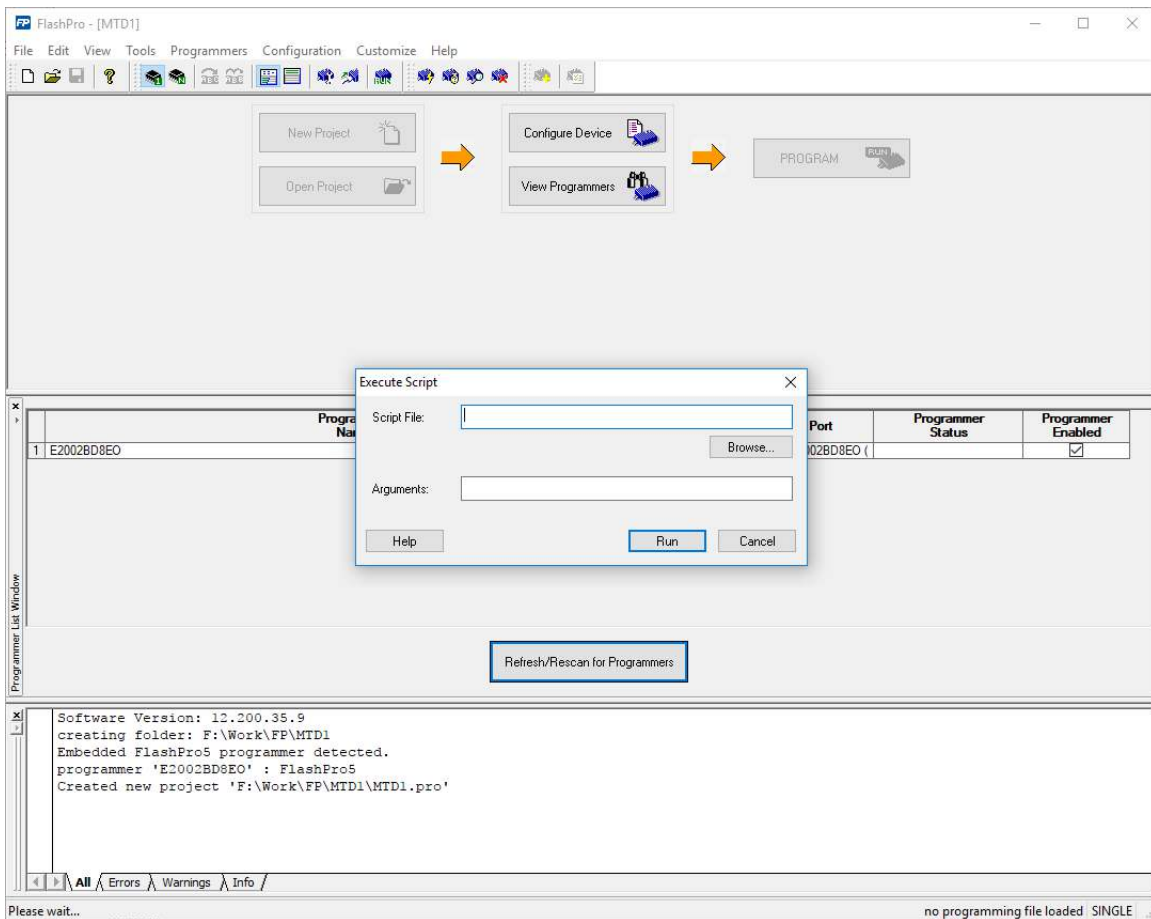 FP FlashPro - [MTD1]
File Edit View Tools Programmers Configuration Customize Help
New Project
Configure Device
PROGRAM
RUN
Open Project
View Programmers
Execute Script
Script File:
Browse...
Arguments:
Help Run Cancel
Progra
Nar
Port
Programmer
Status
Programmer
Enabled
1 E2002BD8EO 02BD8EO (
Programmer List Window
Refresh/Rescan for Programmers
Software Version: 12.200.35.9
creating folder: F:\Work\FP\MTD1
Embedded FlashPro5 programmer detected.
programmer 'E2002BD8EO' : FlashPro5
Created new project 'F:\Work\FP\MTD1\MTD1.pro'
All Errors Warnings Info
Please wait... no programming file loaded SINGLE